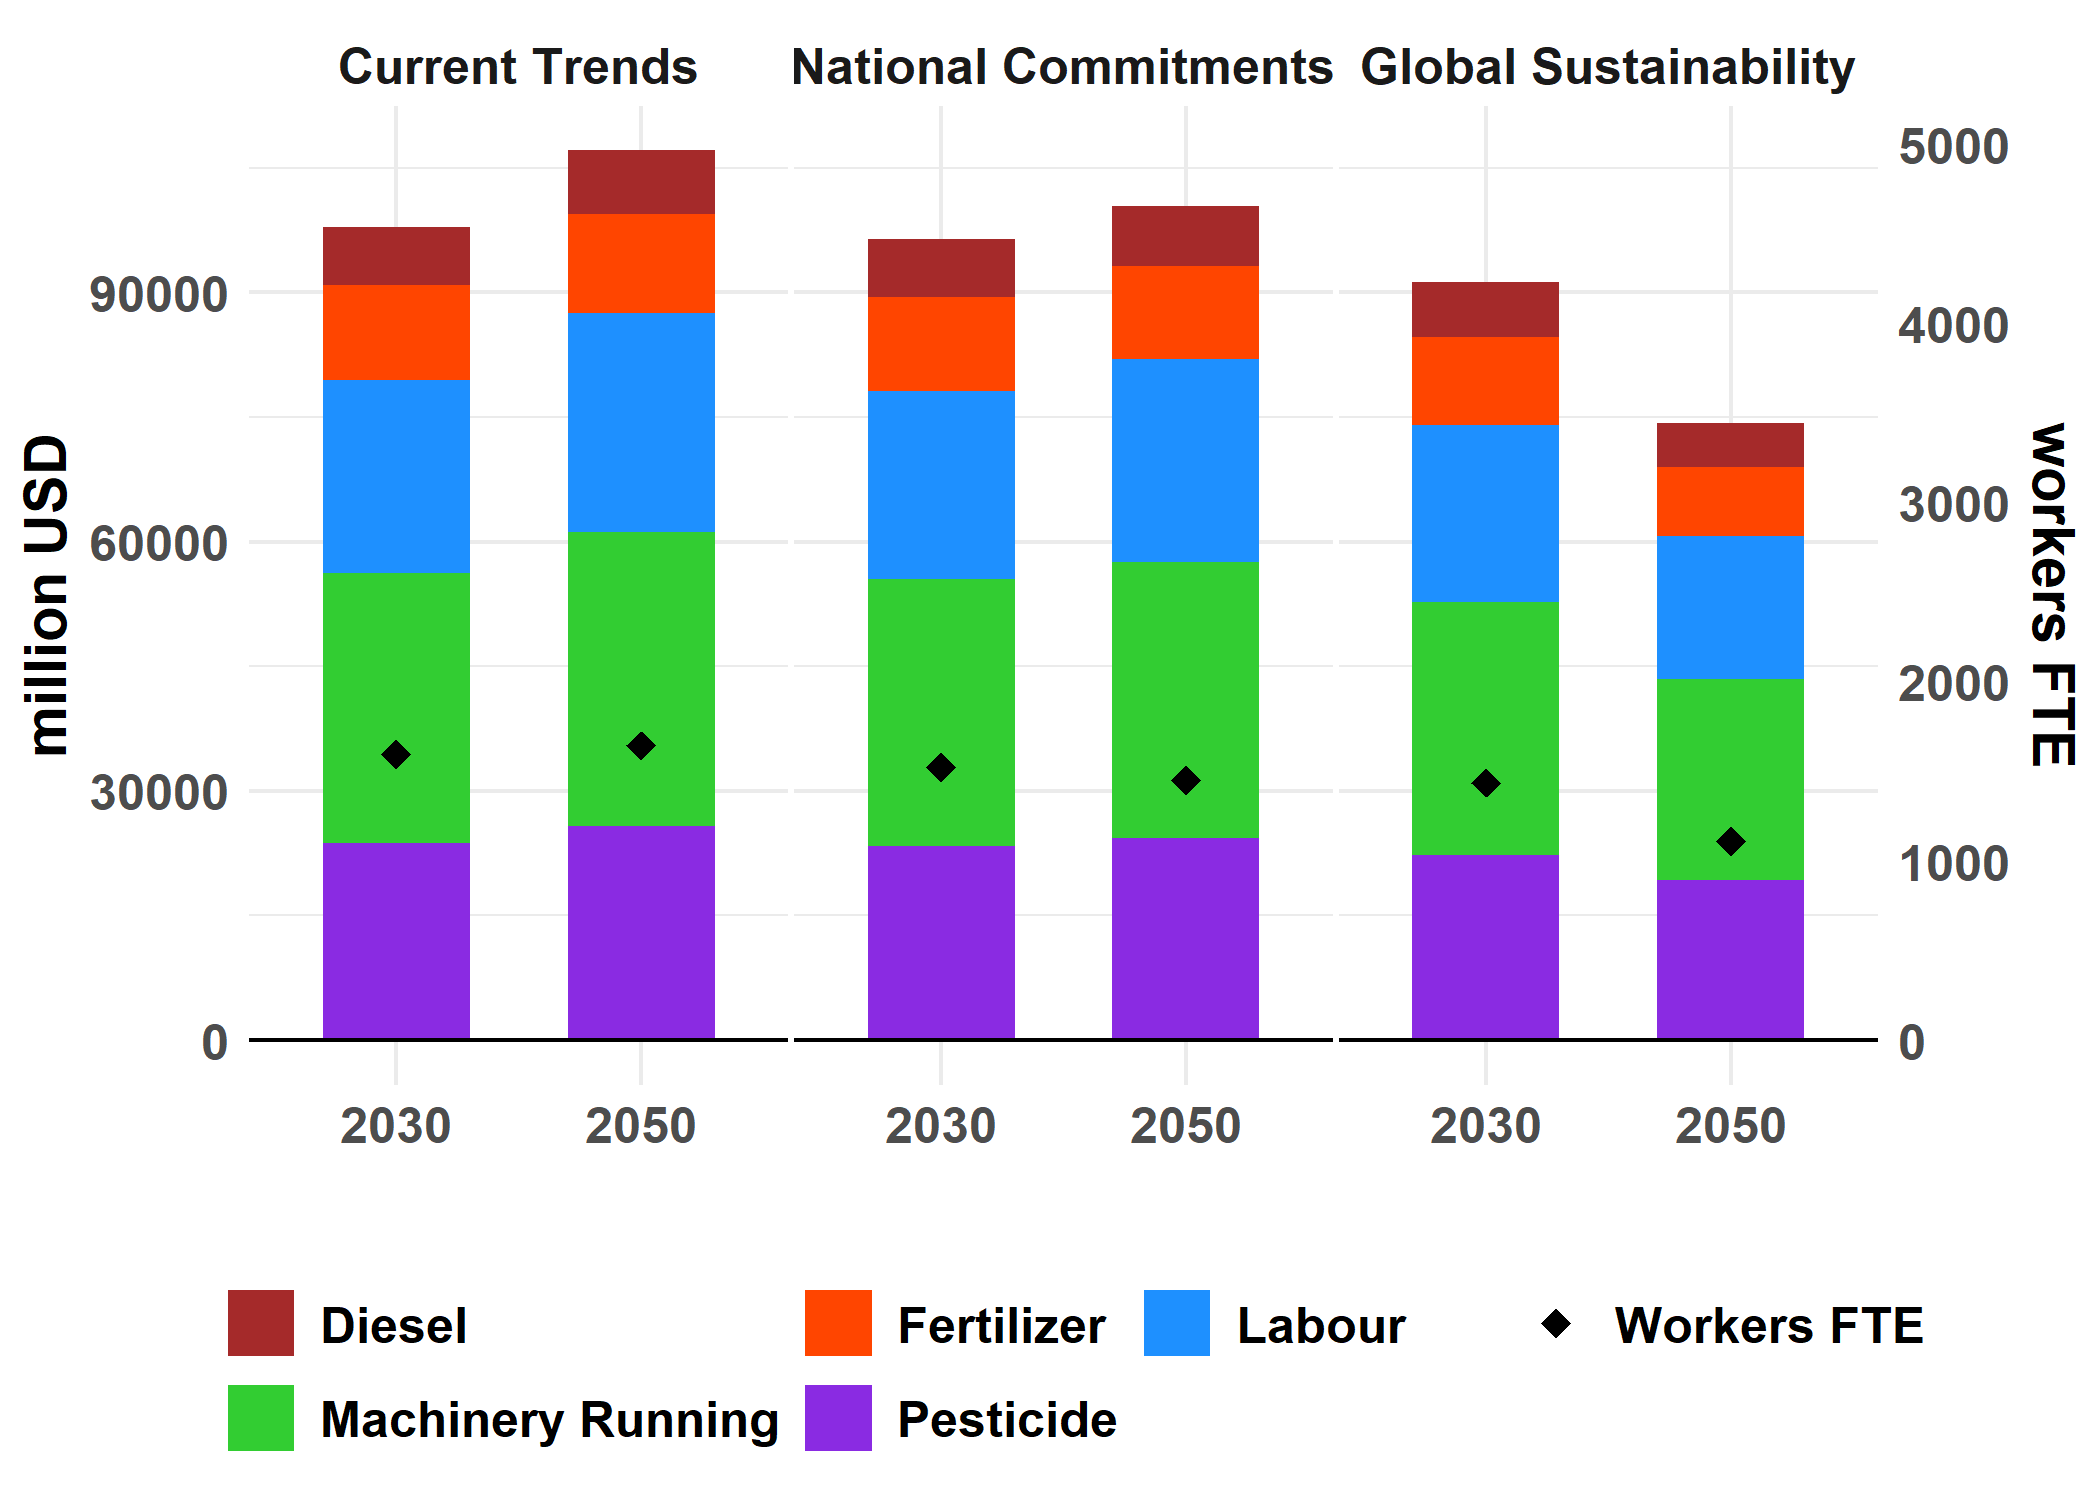 Current Trends
National Commitments
Global Sustainability
million USD
90000
60000
30000
0
5000
4000
3000
2000
1000
0
workers FTE
2030
2050
2030
2050
2030
2050
Diesel
Fertilizer
Labour
Workers FTE
Machinery Running
Pesticide